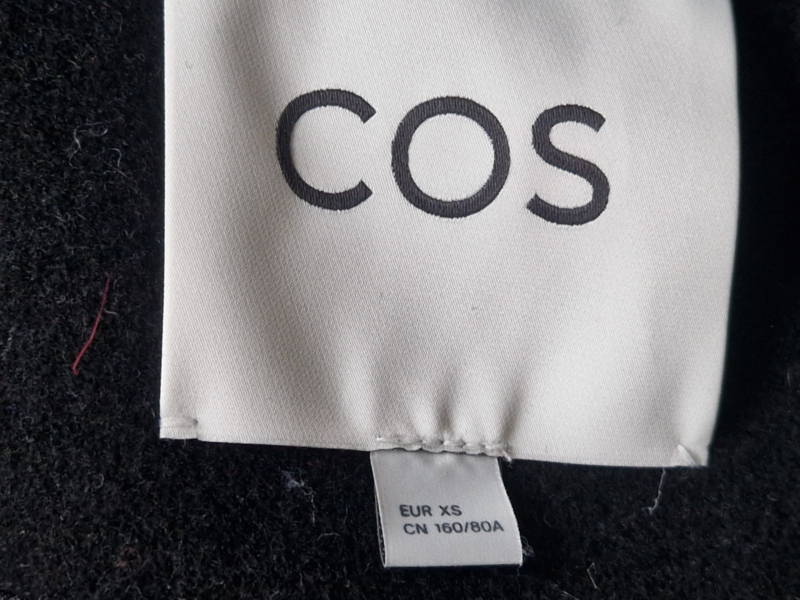 COS
EUR XS
CN 160/80A